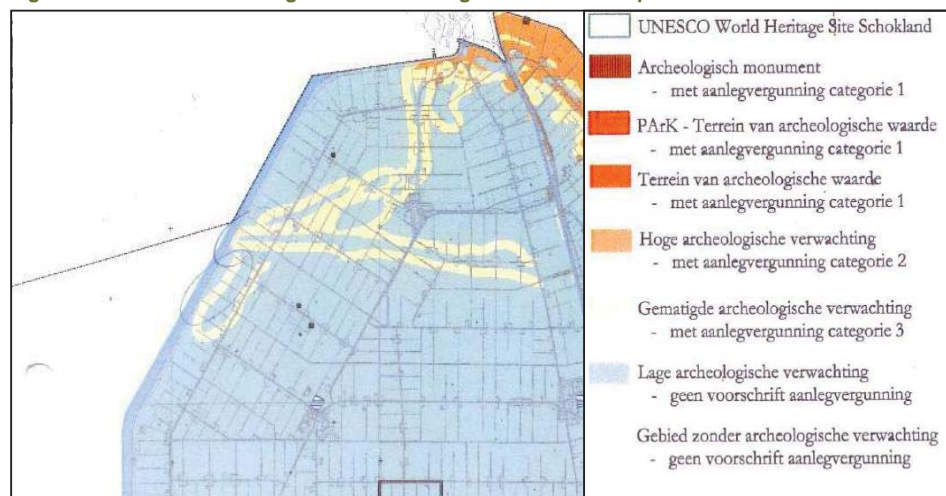 UNESCO World Heritage Site Schokland
Archeologisch monument
- met aanlegvergunning categorie 1
PArK - Terrein van archeologische waarde
- met aanlegvergunning categorie 1
Terrein van archeologische waarde
- met aanlegvergunning categorie 1
Hoge archeologische verwachting
- met aanlegvergunning categorie 2
Gematigde archeologische verwachting
- met aanlegvergunning categorie 3
Lage archeologische verwachting
- geen voorschrift aanlegvergunning
Gebied zonder archeologische verwachting
- geen voorschrift aanlegvergunning